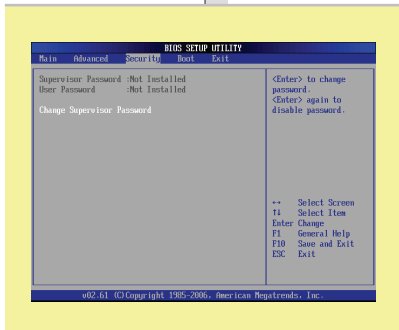 BIOS SETUP UTILITY
Main Advanced Security Boot Exit
Supervisor Password :Not Installed
User Password :Not Installed
Change Supervisor Password
<Enter> to change
password.
<Enter> again to
disable password.
↔ Select Screen
↑↓ Select Item
Enter Change
F1 General Help
F10 Save and Exit
ESC Exit
v02.61 (C)Copyright 1985-2006, American Megatrends, Inc.